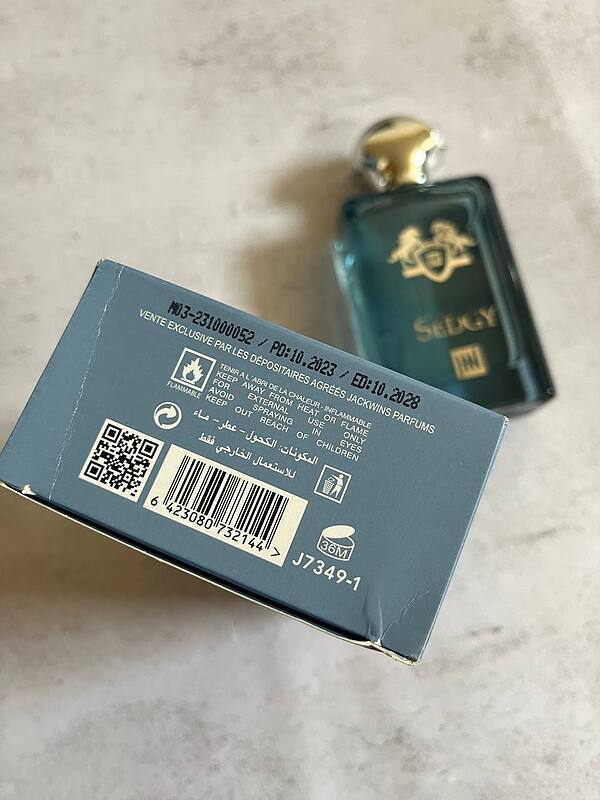 SEDGY
M03-231000052 / PD:10.2023 / ED:10.2028
VENTE EXCLUSIVE PAR LES DÉPOSITAIRES AGRÉÉS JACKWINS PARFUMS
TENIR A L'ABRI DE LA CHALEUR - INFLAMMABLE
KEEP AWAY FROM HEAT OR FLAME
FOR EXTERNAL USE ONLY
AVOID SPRAYING IN EYES
KEEP OUT REACH OF CHILDREN
FLAMMABLE
المكونات: الكحول - عطر - ماء
للاستعمال الخارجي فقط
6 423080 732144 >
36M
J7349-1